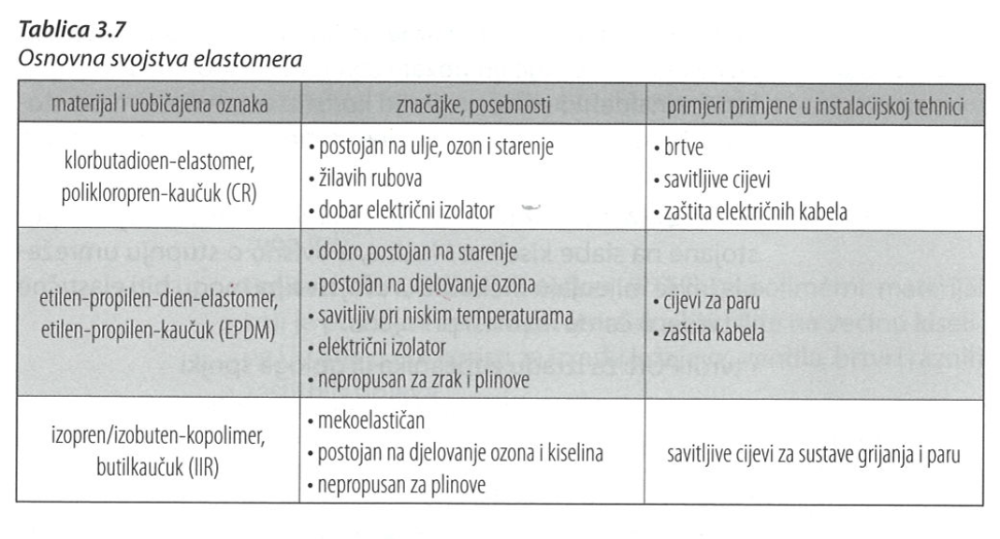 Tablica 3.7
Osnovna svojstva elastomera
materijal i uobičajena oznaka
značajke, posebnosti
primjeri primjene u instalacijskoj tehnici
klorbutadioen-elastomer,
polikloropren-kaučuk (CR)
• postojan na ulje, ozon i starenje
• žilavih rubova
• dobar električni izolator
• brtve
• savitljive cijevi
• zaštita električnih kabela
etilen-propilen-dien-elastomer,
etilen-propilen-kaučuk (EPDM)
• dobro postojan na starenje
• postojan na djelovanje ozona
• savitljiv pri niskim temperaturama
• električni izolator
• nepropusan za zrak i plinove
• cijevi za paru
• zaštita kabela
izopren/izobuten-kopolimer,
butilkaučuk (IIR)
• mekoelastičan
• postojan na djelovanje ozona i kiselina
• nepropusan za plinove
savitljive cijevi za sustave grijanja i paru